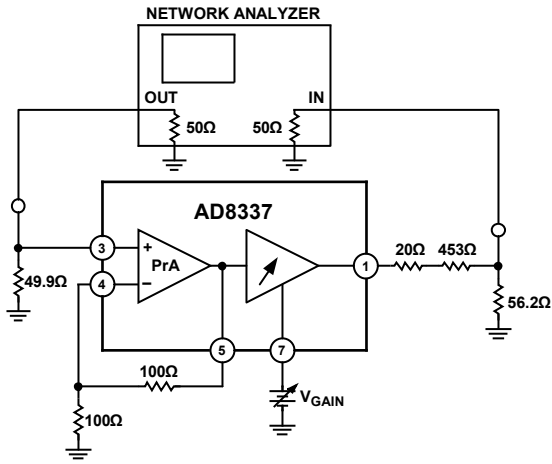 NETWORK ANALYZER
OUT
IN
50Ω
50Ω
AD8337
3
+
PrA
4
–
1
20Ω
453Ω
49.9Ω
56.2Ω
5
7
100Ω
VGAIN
100Ω